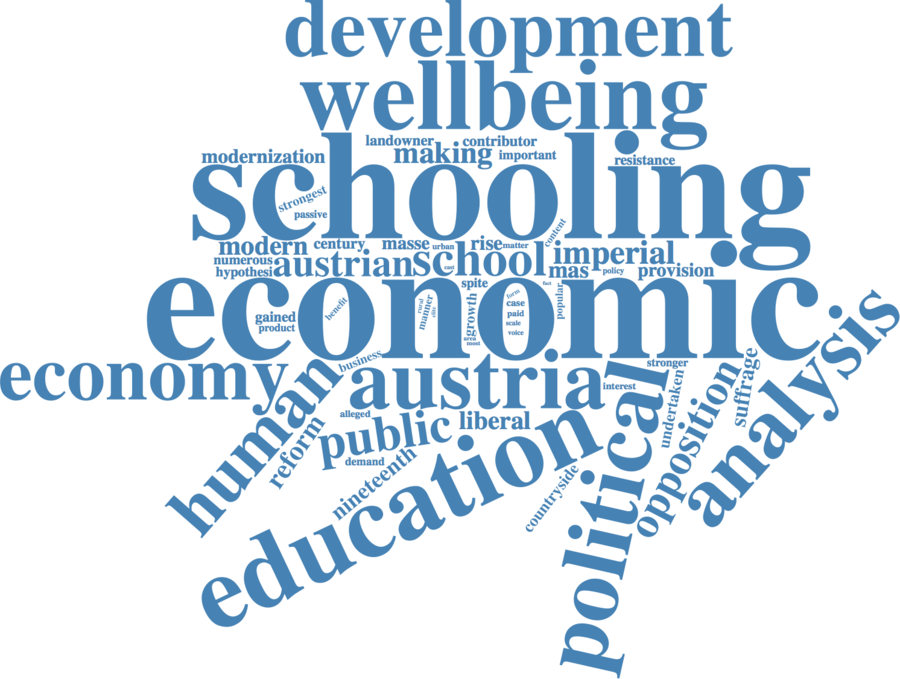 development
wellbeing
landowner
contributor
modernization
making
important
resistance
schooling
strongest
passive
content
modern
century
masse
urban
rise
matter
imperial
numerous
austrian
school
hypothesi
cast
mas
policy
provision
economic
spite
fact
gained
product
benefit
rural
elite
manner
growth
area
most
form
case
paid
scale
voice
popular
economy
human
business
austria
interest
stronger
suffrage
analysis
alleged
public
liberal
reform
demand
nineteenth
education
countryside
political
undertaken
opposition